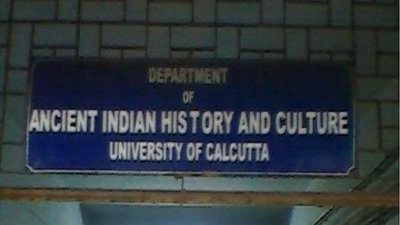 DEPARTMENT
OF
ANCIENT INDIAN HISTORY AND CULTURE
UNIVERSITY OF CALCUTTA